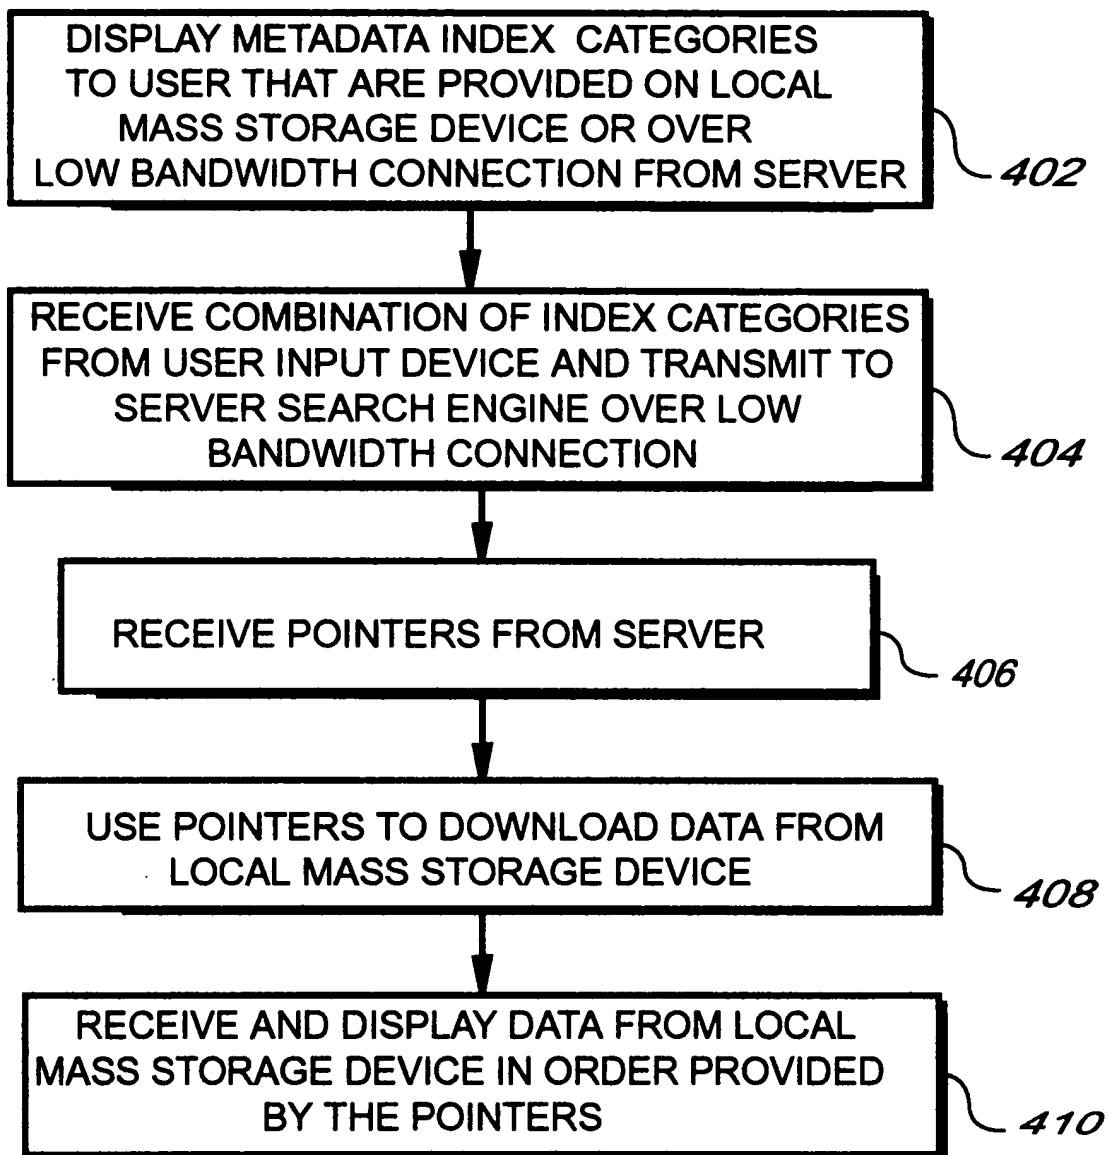 DISPLAY METADATA INDEX CATEGORIES
TO USER THAT ARE PROVIDED ON LOCAL
MASS STORAGE DEVICE OR OVER
LOW BANDWIDTH CONNECTION FROM SERVER
402
RECEIVE COMBINATION OF INDEX CATEGORIES
FROM USER INPUT DEVICE AND TRANSMIT TO
SERVER SEARCH ENGINE OVER LOW
BANDWIDTH CONNECTION
404
RECEIVE POINTERS FROM SERVER
406
USE POINTERS TO DOWNLOAD DATA FROM
LOCAL MASS STORAGE DEVICE
408
RECEIVE AND DISPLAY DATA FROM LOCAL
MASS STORAGE DEVICE IN ORDER PROVIDED
BY THE POINTERS
410